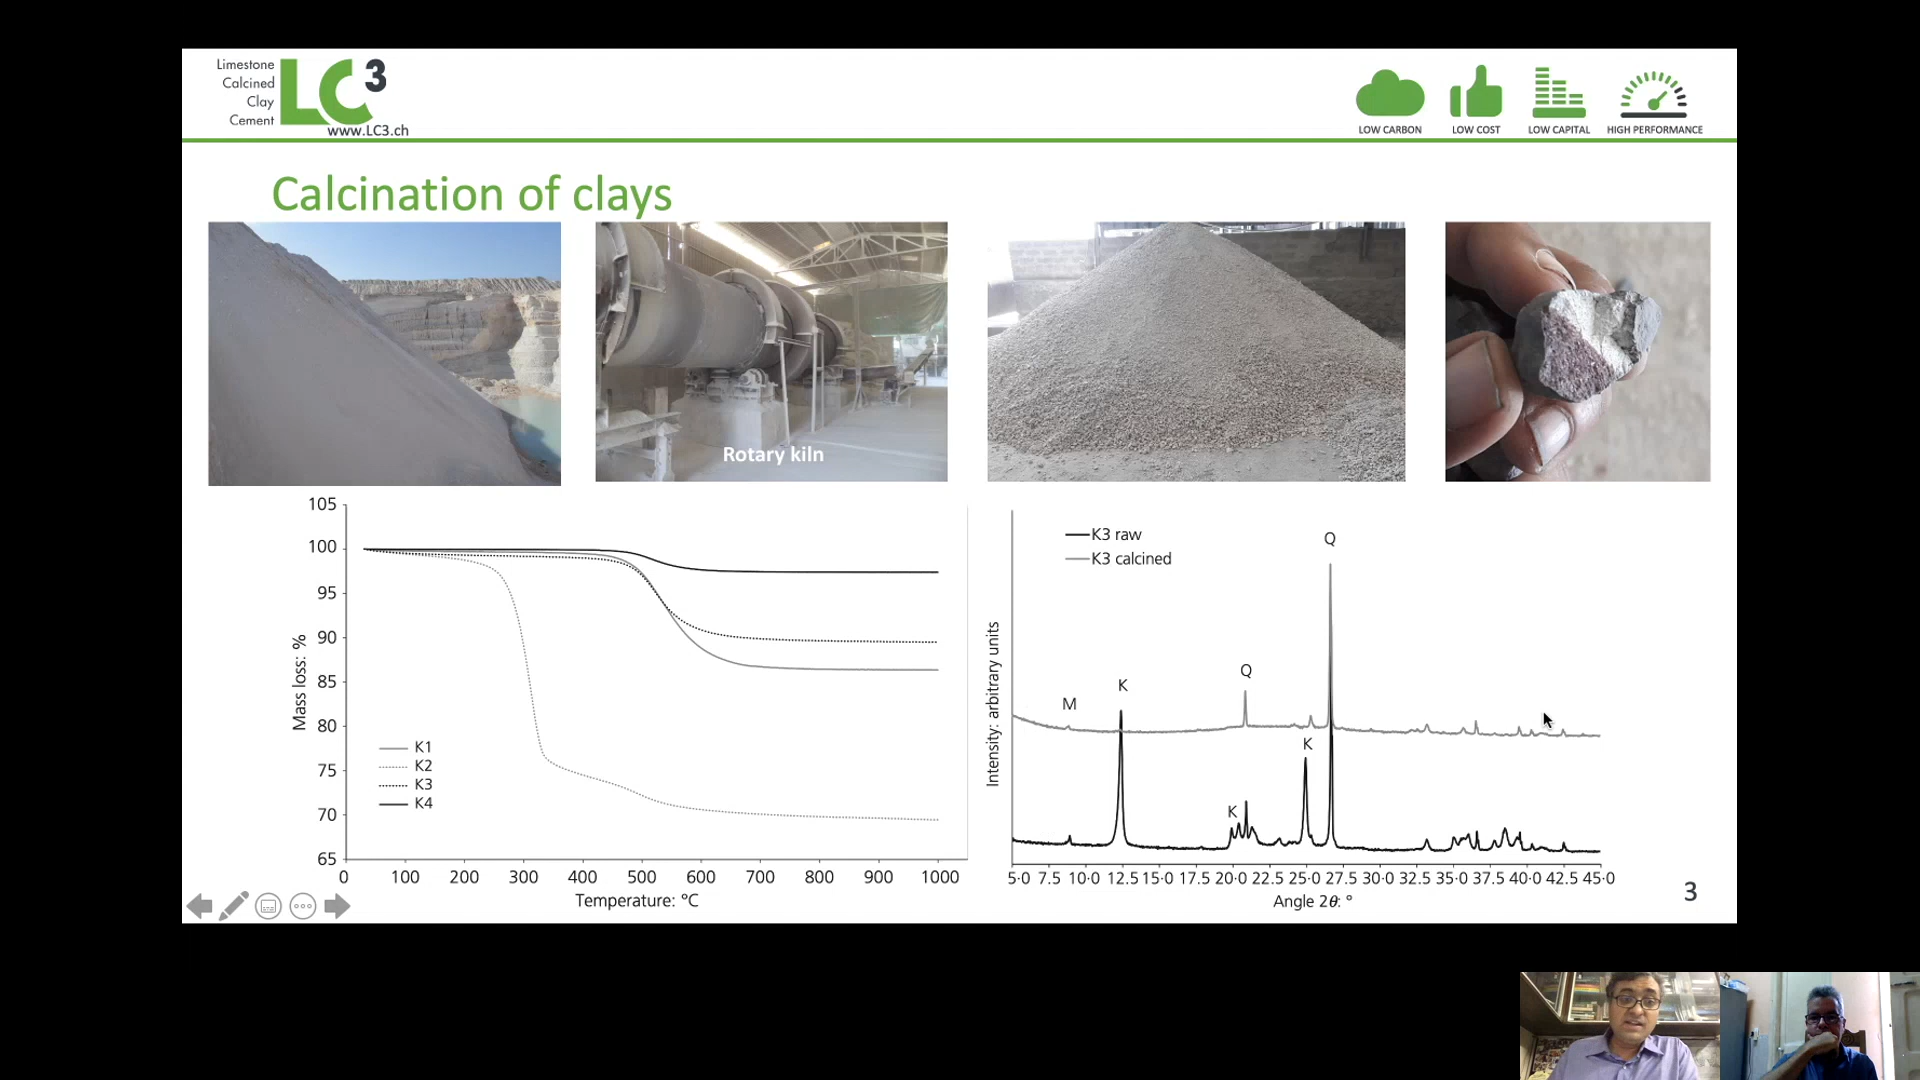 Limestone
Calcined
Clay
Cement
LC3
www.LC3.ch
LOW CARBON
LOW COST
LOW CAPITAL
HIGH PERFORMANCE
Calcination of clays
Rotary kiln
105
100
95
90
85
80
75
70
65
Mass loss: %
K1
K2
K3
K4
0 100 200 300 400 500 600 700 800 900 1000
Temperature: °C
Intensity: arbitrary units
K3 raw
K3 calcined
Q
Q
K
M
K
K
5·0 7·5 10·0 12·5 15·0 17·5 20·0 22·5 25·0 27·5 30·0 32·5 35·0 37·5 40·0 42·5 45·0
Angle 2θ: °
3